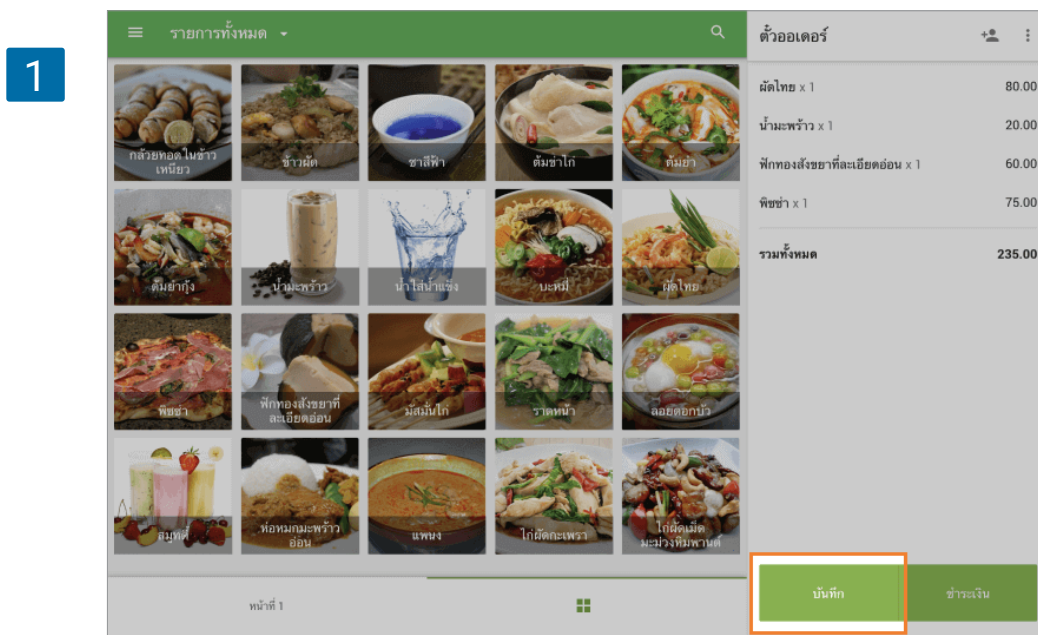 1
รายการทั้งหมด
ตั๋วออเดอร์
ผัดไทย x 1 80.00
น้ำมะพร้าว x 1 20.00
ฟักทองสังขยาที่ละเอียดอ่อน x 1 60.00
พิซซ่า x 1 75.00
รวมทั้งหมด 235.00
กล้วยทอดในข้าว
เหนียว
ข้าวผัด
ชาสีฟ้า
ต้มข่าไก่
ต้มยำ
ต้มยำกุ้ง
น้ำมะพร้าว
น้ำใส่น้ำแข็ง
บะหมี่
ผัดไทย
พิซซ่า
ฟักทองสังขยาที่
ละเอียดอ่อน
มัสมั่นไก่
ราดหน้า
ลอยดอกบัว
สมูทตี้
ห่อหมกมะพร้าว
อ่อน
แพนง
ไก่ผัดกะเพรา
ไก่ผัดเม็ด
มะม่วงหิมพานต์
หน้าที่ 1
บันทึก
ชำระเงิน